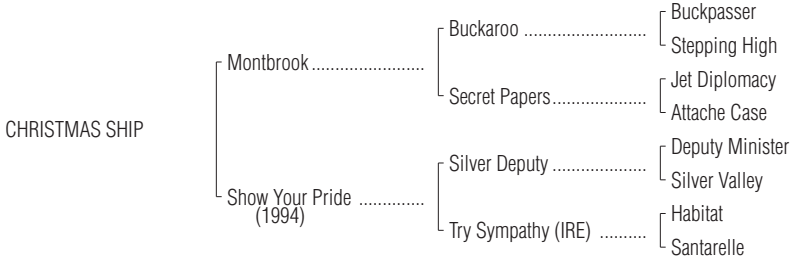 Buckpasser
Buckaroo ..........................
Stepping High
Montbrook........................
Jet Diplomacy
Secret Papers....................
Attache Case
CHRISTMAS SHIP
Deputy Minister
Silver Deputy ....................
Silver Valley
Show Your Pride ..............
(1994)
Habitat
Try Sympathy (IRE) ..........
Santarelle